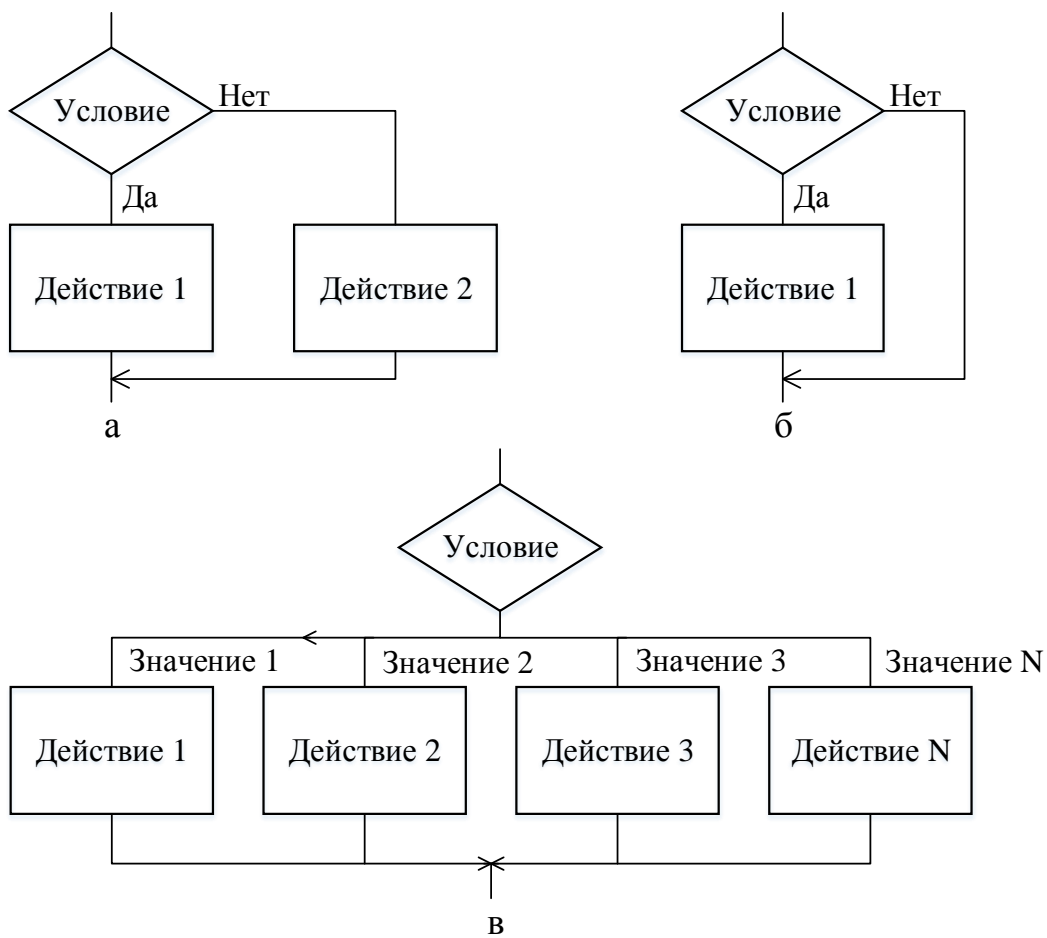 Условие
Нет
Да
Действие 1
Действие 2
а
Условие
Нет
Да
Действие 1
б
Условие
Значение 1
Значение 2
Значение 3
Значение N
Действие 1
Действие 2
Действие 3
Действие N
в